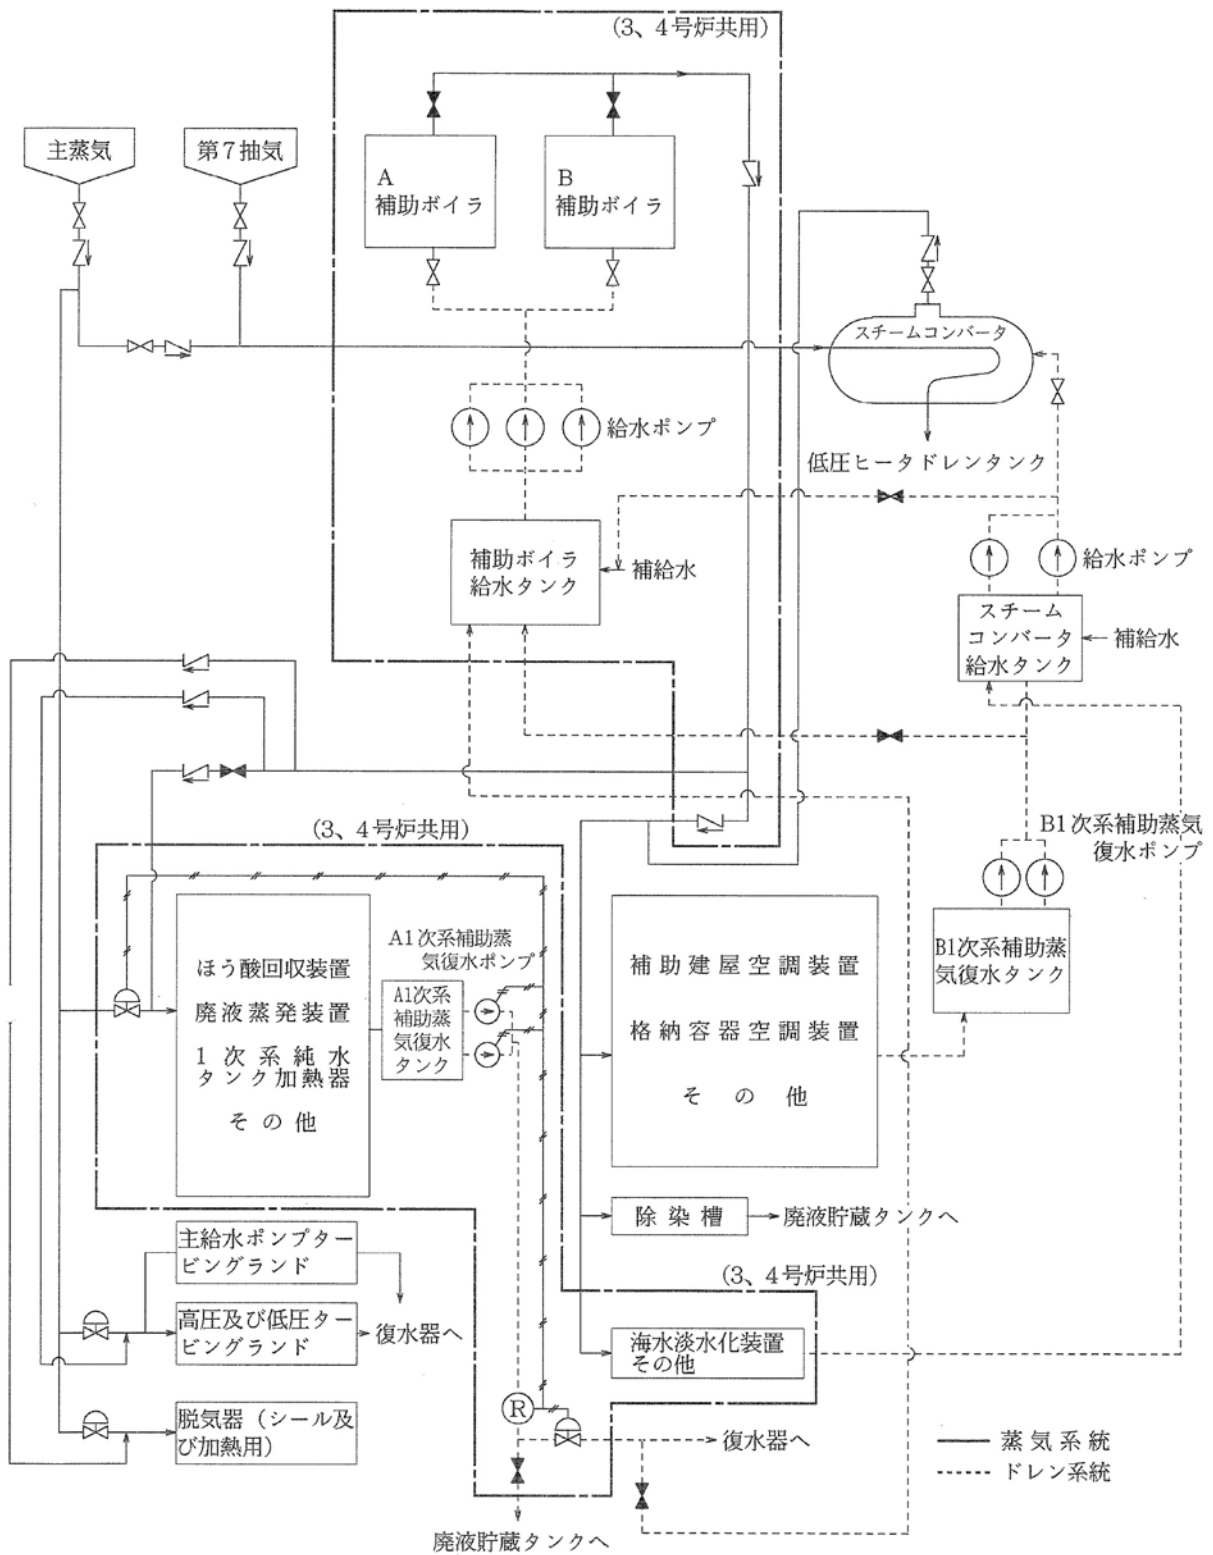 (3、4号炉共用)
主蒸気
第7抽気
A
補助ボイラ
B
補助ボイラ
スチームコンバータ
給水ポンプ
低圧ヒータドレンタンク
補助ボイラ
給水タンク
補給水
給水ポンプ
スチーム
コンバータ
給水タンク
補給水
(3、4号炉共用)
B1次系補助蒸気
復水ポンプ
ほう酸回収装置
廃液蒸発装置
1次系純水
タンク加熱器
その他
A1次系補助蒸
気復水ポンプ
A1次系
補助蒸
気復水
タンク
補助建屋空調装置
格納容器空調装置
その他
B1次系補助蒸
気復水タンク
除染槽
廃液貯蔵タンクへ
主給水ポンプター
ビングランド
(3、4号炉共用)
高圧及び低圧ター
ビングランド
復水器へ
海水淡水化装置
その他
脱気器(シール及
び加熱用)
R
復水器へ
蒸気系統
ドレン系統
廃液貯蔵タンクへ